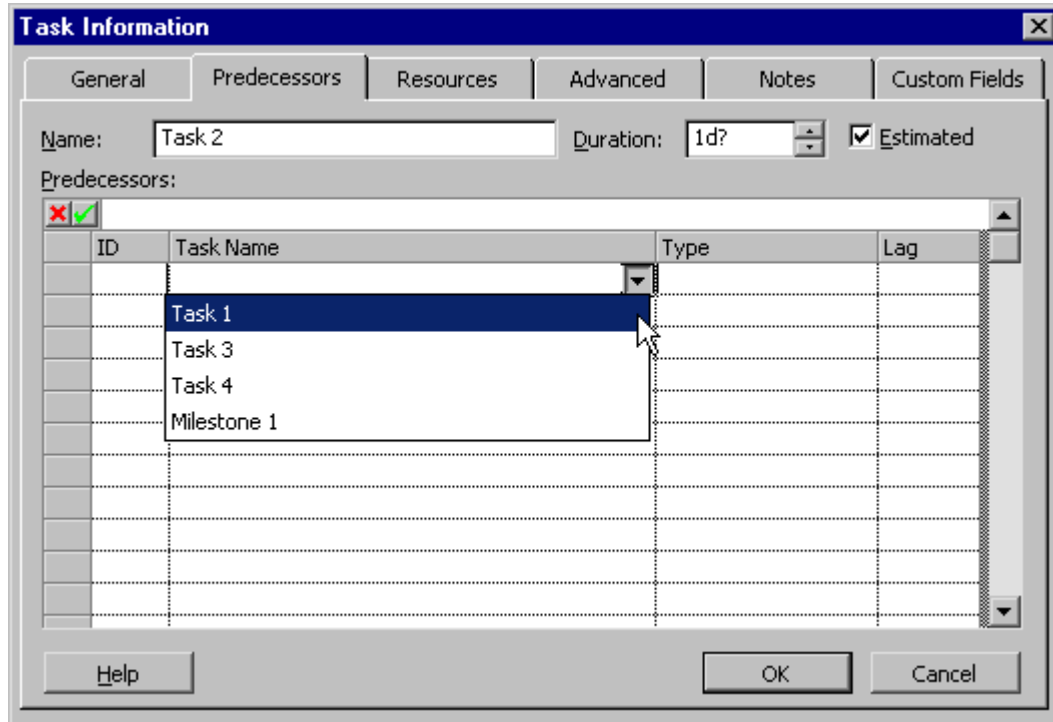 Task Information
General Predecessors Resources Advanced Notes Custom Fields
Name: Task 2 Duration: 1d? Estimated
Predecessors:
ID Task Name Type Lag
Task 1
Task 3
Task 4
Milestone 1
Help OK Cancel